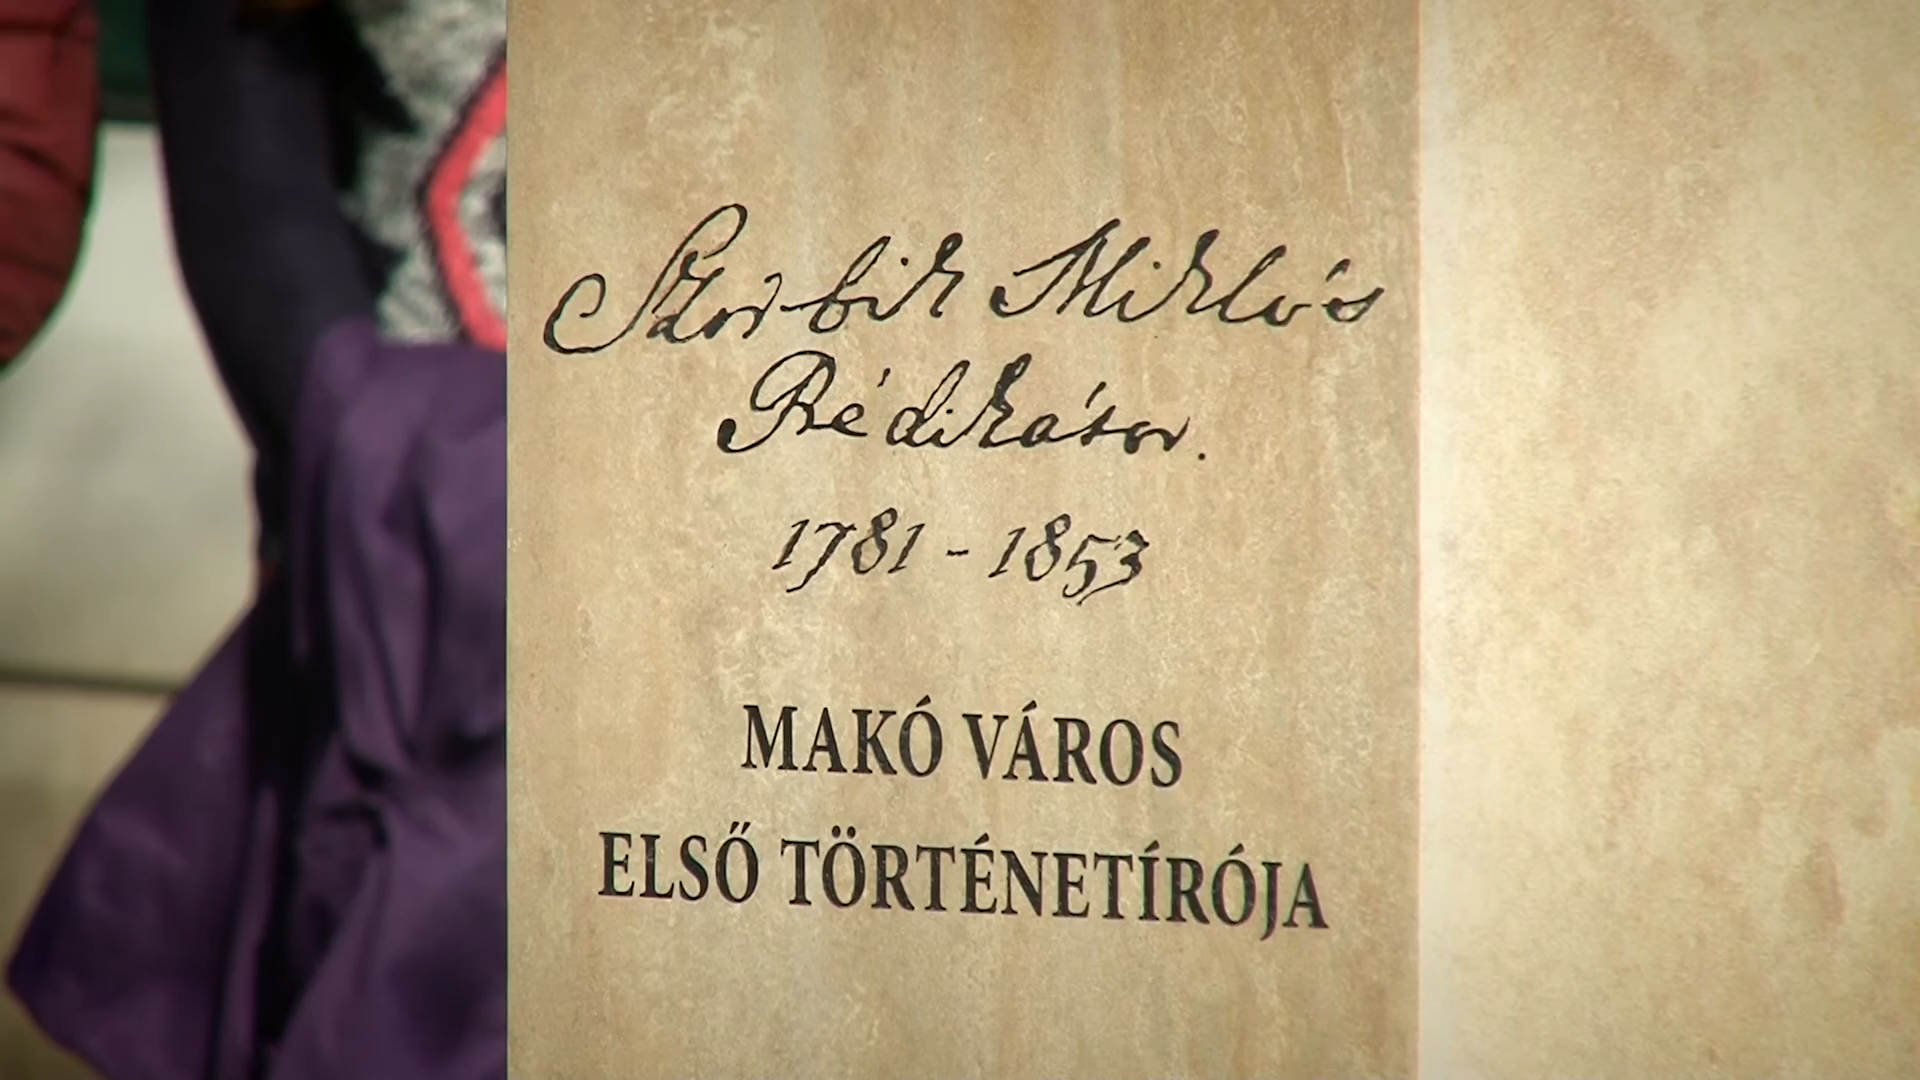 Szirbik Miklós
Prédikátor.
1781 - 1853
MAKÓ VÁROS
ELSŐ TÖRTÉNETÍRÓJA